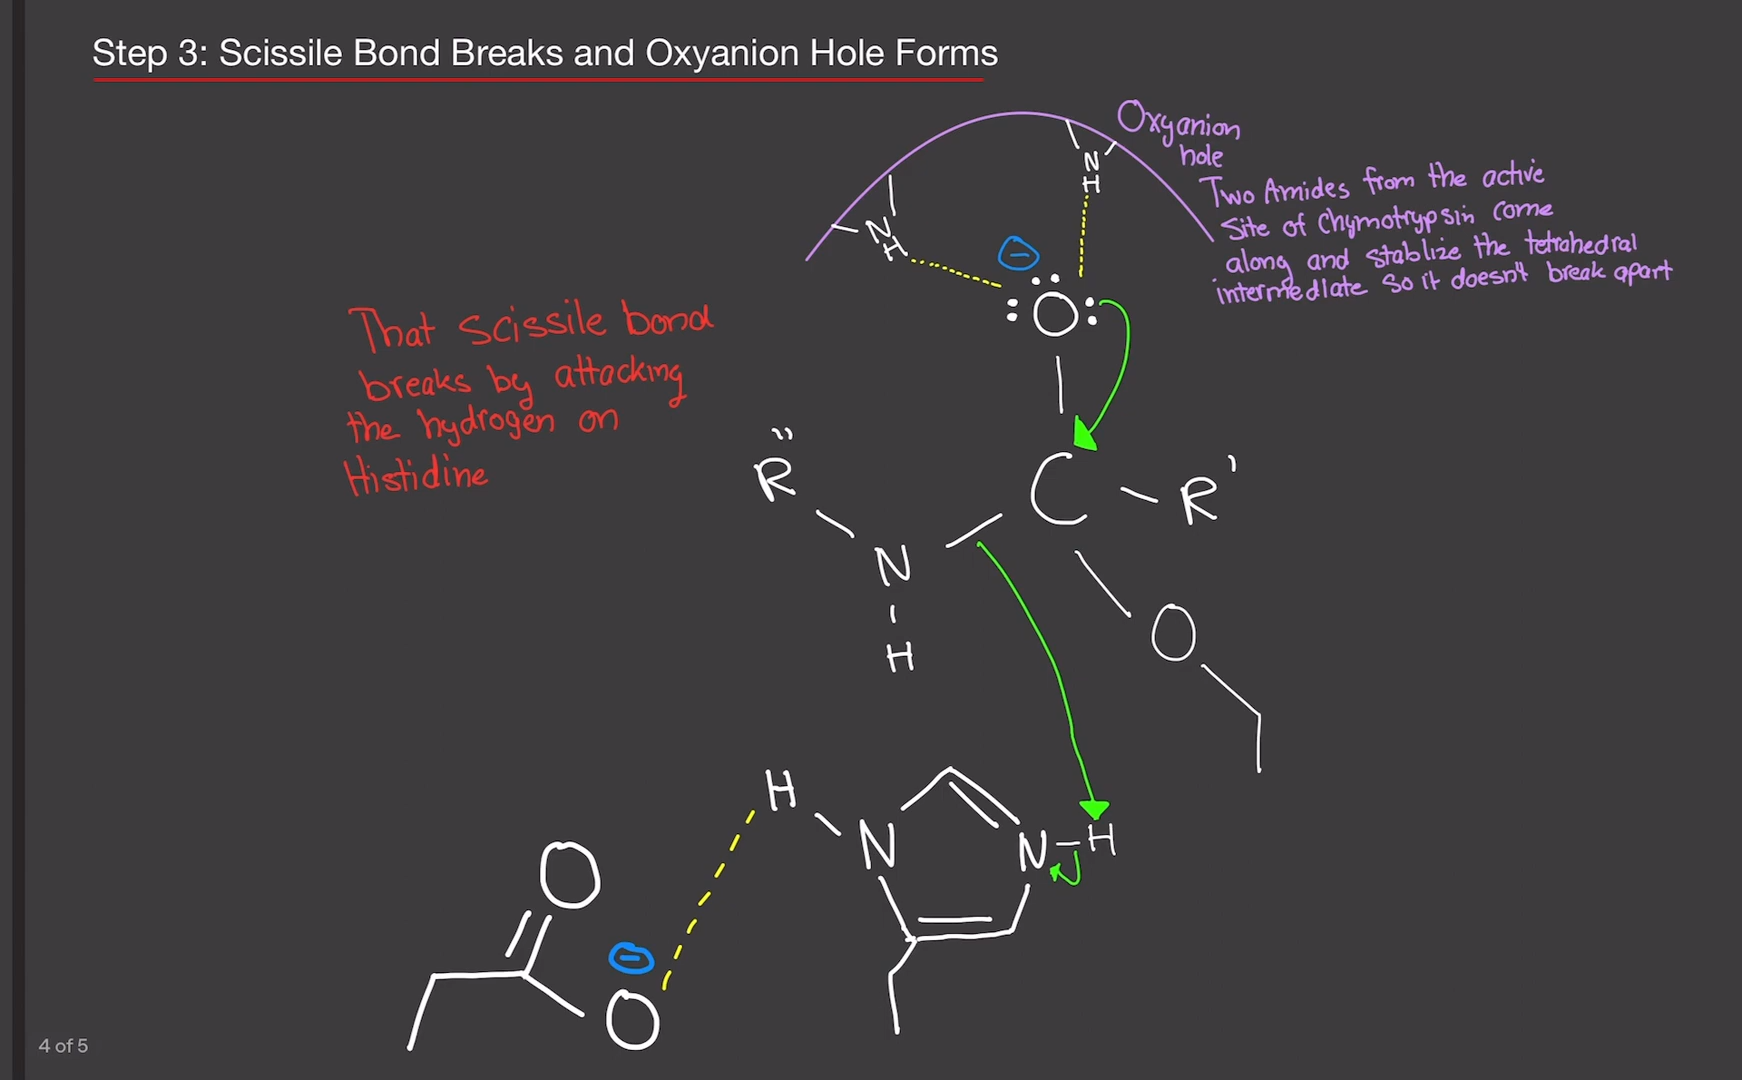 Step 3: Scissile Bond Breaks and Oxyanion Hole Forms
Oxyanion
hole
Two Amides from the active
Site of Chymotrypsin come
along and stablize the tetrahedral
intermediate so it doesn't break apart
N
H
N
H
−
:O:
That scissile bond
breaks by attacking
the hydrogen on
Histidine
R''
C
R'
N
H
O
H
N
N-H
O
−
O
4 of 5